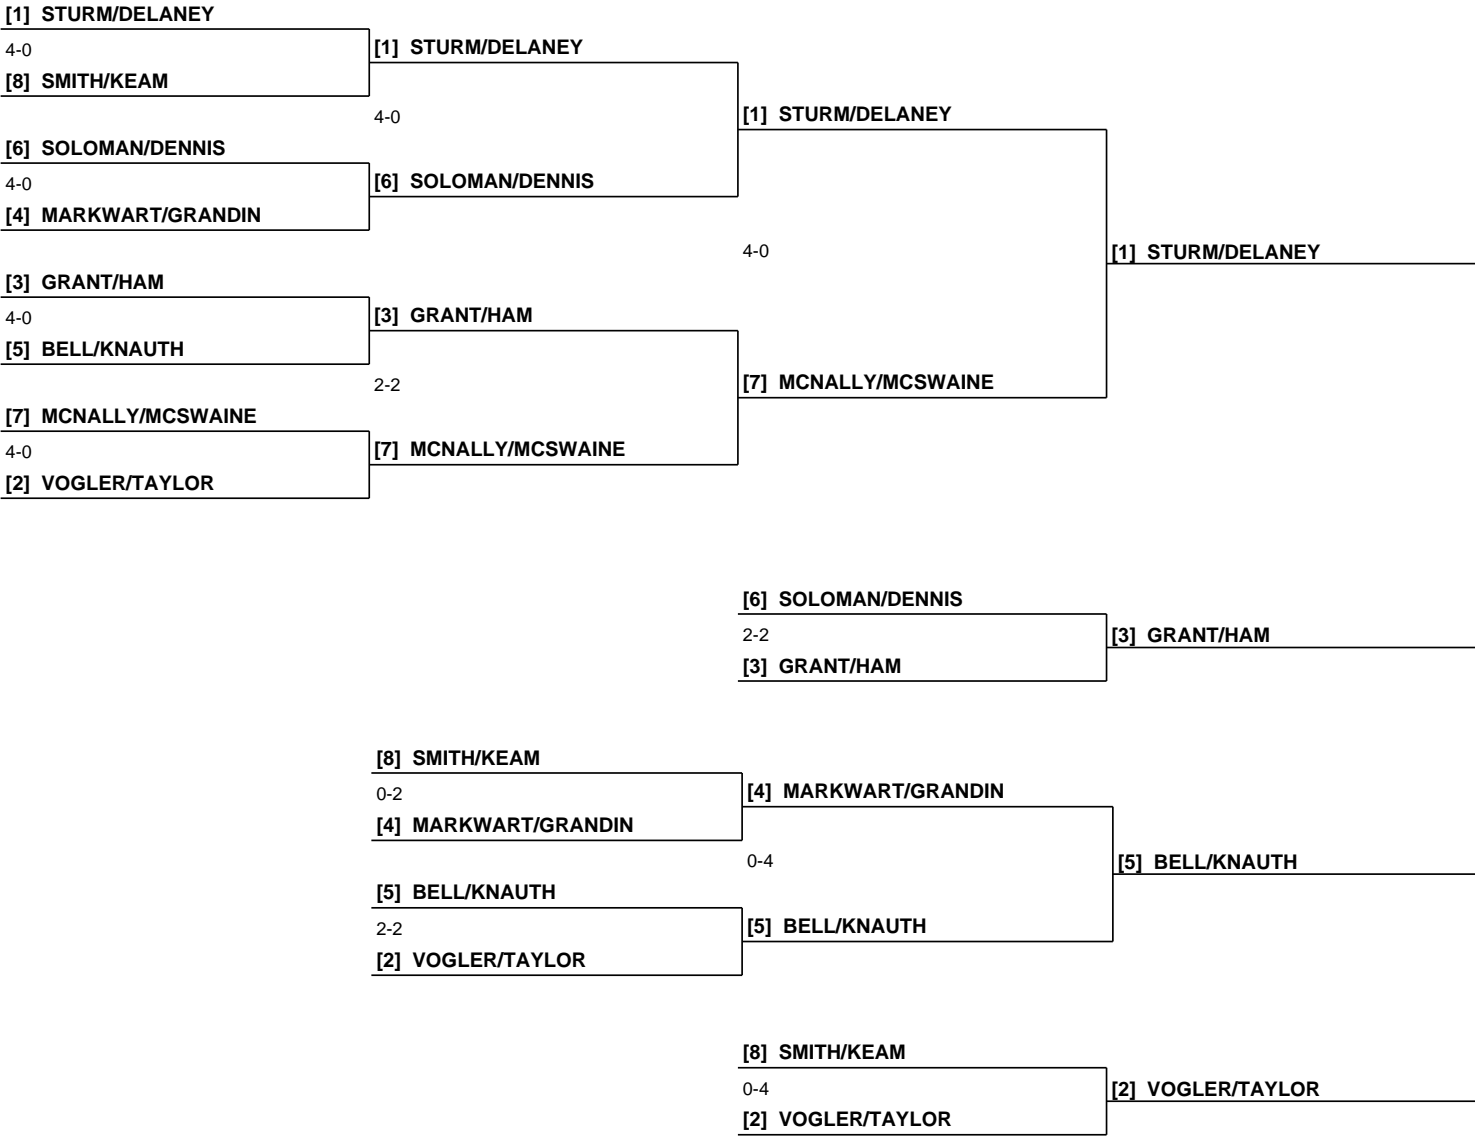 [1] STURM/DELANEY
4-0
[1] STURM/DELANEY
[8] SMITH/KEAM
4-0
[1] STURM/DELANEY
[6] SOLOMAN/DENNIS
4-0
[6] SOLOMAN/DENNIS
[4] MARKWART/GRANDIN
4-0
[1] STURM/DELANEY
[3] GRANT/HAM
4-0
[3] GRANT/HAM
[5] BELL/KNAUTH
2-2
[7] MCNALLY/MCSWAINE
[7] MCNALLY/MCSWAINE
4-0
[7] MCNALLY/MCSWAINE
[2] VOGLER/TAYLOR
[6] SOLOMAN/DENNIS
2-2
[3] GRANT/HAM
[3] GRANT/HAM
[8] SMITH/KEAM
0-2
[4] MARKWART/GRANDIN
[4] MARKWART/GRANDIN
0-4
[5] BELL/KNAUTH
[5] BELL/KNAUTH
2-2
[5] BELL/KNAUTH
[2] VOGLER/TAYLOR
[8] SMITH/KEAM
0-4
[2] VOGLER/TAYLOR
[2] VOGLER/TAYLOR